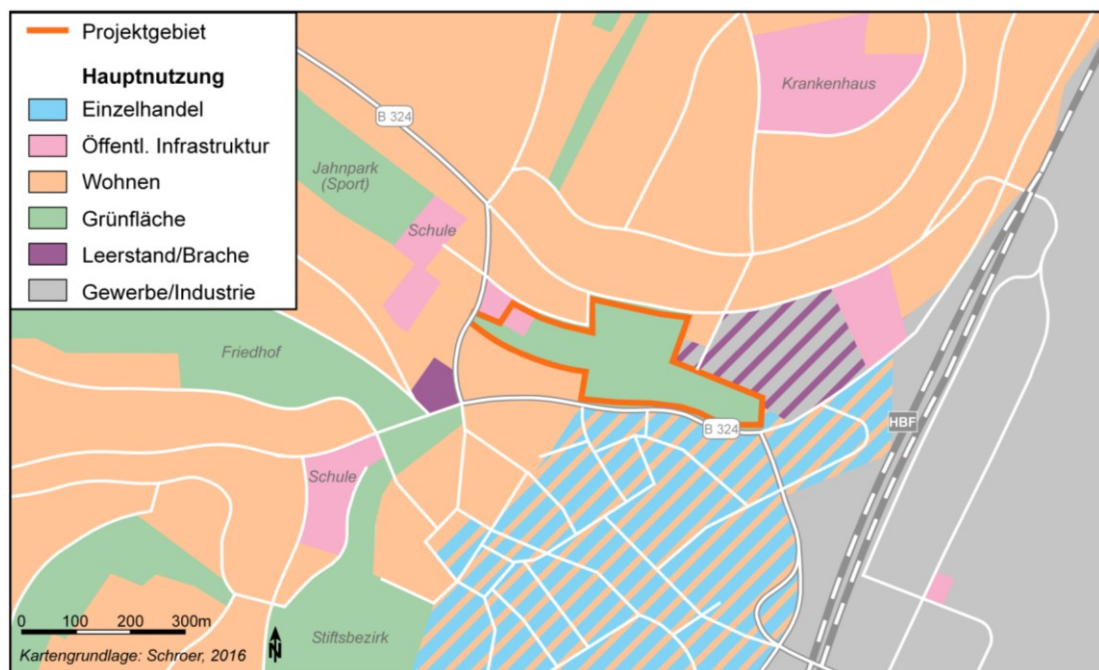 Projektgebiet
Hauptnutzung
Einzelhandel
Öffentl. Infrastruktur
Wohnen
Grünfläche
Leerstand/Brache
Gewerbe/Industrie
B 324
Krankenhaus
Jahnpark
(Sport)
Schule
Friedhof
B 324
HBF
Schule
Stiftsbezirk
0 100 200 300m
N
Kartengrundlage: Schroer, 2016